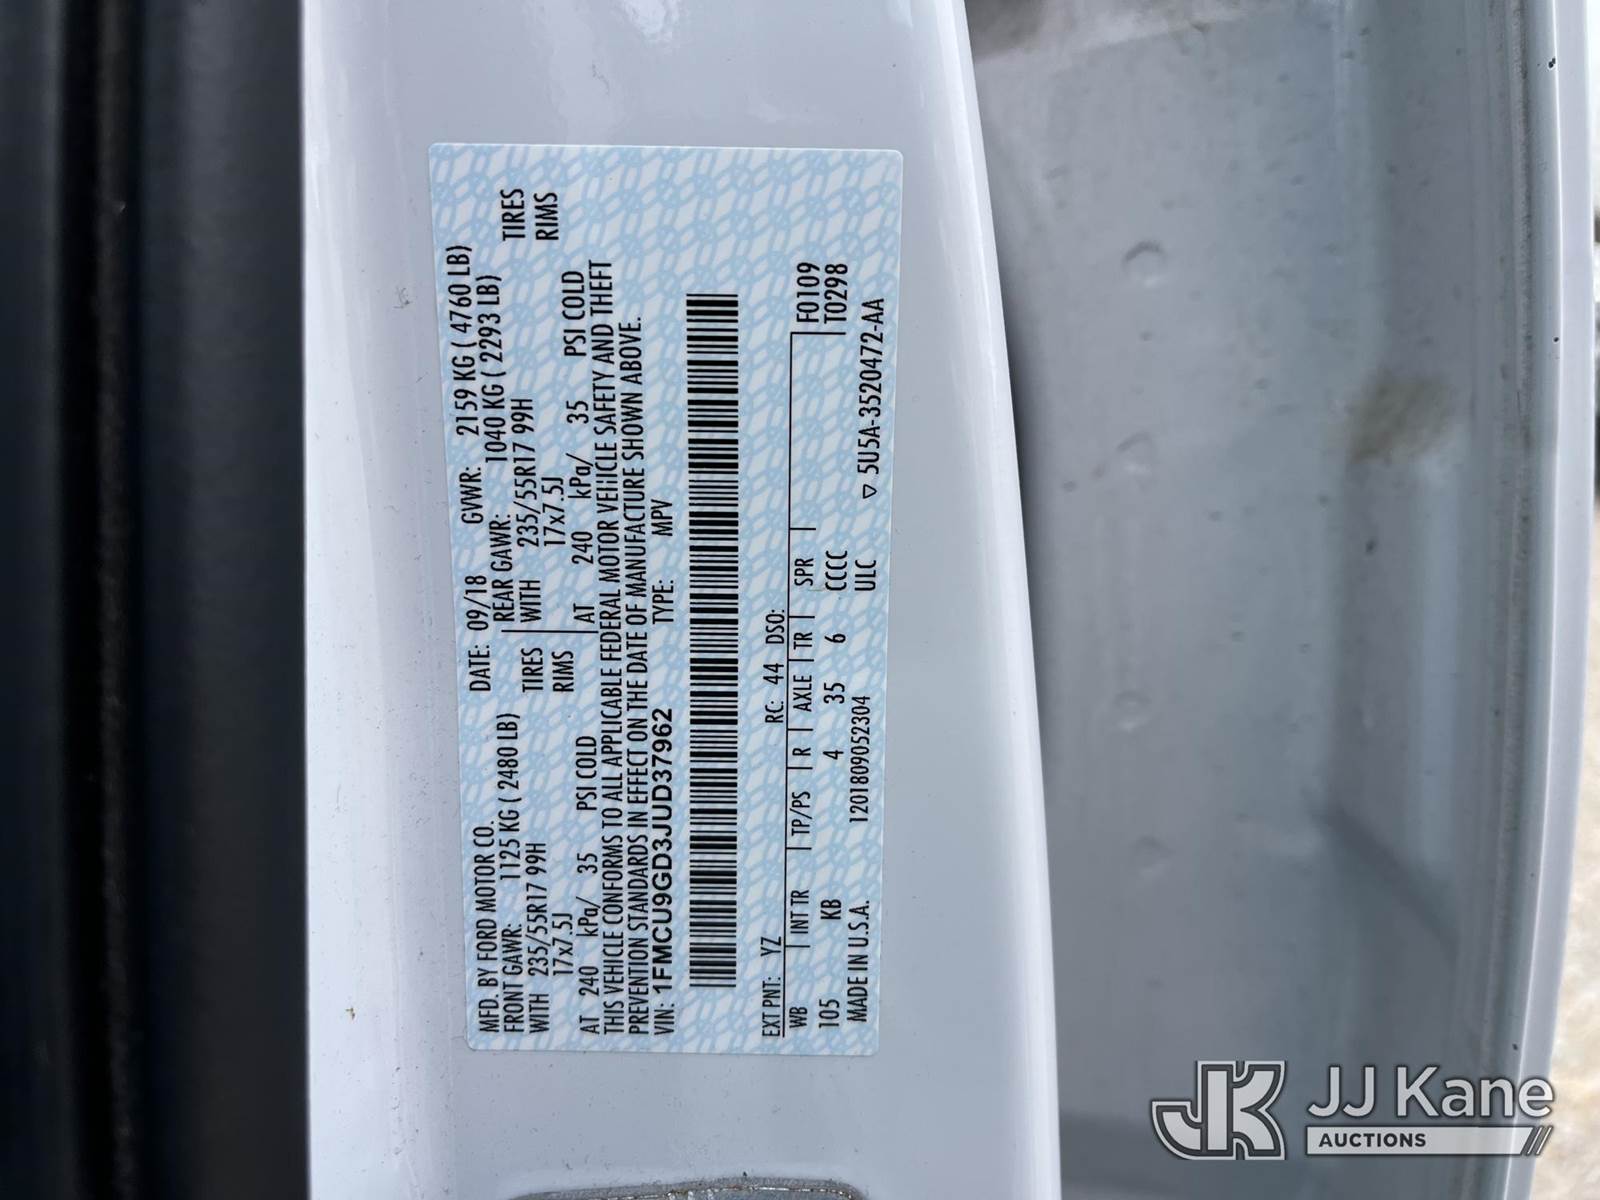 MFD. BY FORD MOTOR CO. DATE: 09/18 GVWR: 2159 KG ( 4760 LB)
FRONT GAWR: 1125 KG ( 2480 LB) REAR GAWR: 1040 KG ( 2293 LB)
WITH 235/55R17 99H TIRES WITH 235/55R17 99H TIRES
17x7.5J RIMS 17x7.5J RIMS
AT 240 kPa/ 35 PSI COLD AT 240 kPa/ 35 PSI COLD
THIS VEHICLE CONFORMS TO ALL APPLICABLE FEDERAL MOTOR VEHICLE SAFETY AND THEFT
PREVENTION STANDARDS IN EFFECT ON THE DATE OF MANUFACTURE SHOWN ABOVE.
VIN: 1FMCU9GD3JUD37962 TYPE: MPV
EXT PNT: YZ RC: 44 DSO:
WB INT TR TP/PS R AXLE TR SPR F0109
105 KB 4 35 6 CCCC T0298
MADE IN U.S.A. 1201809052304 ULC ▽ 5U5A-3520472-AA
JK JJ Kane
AUCTIONS